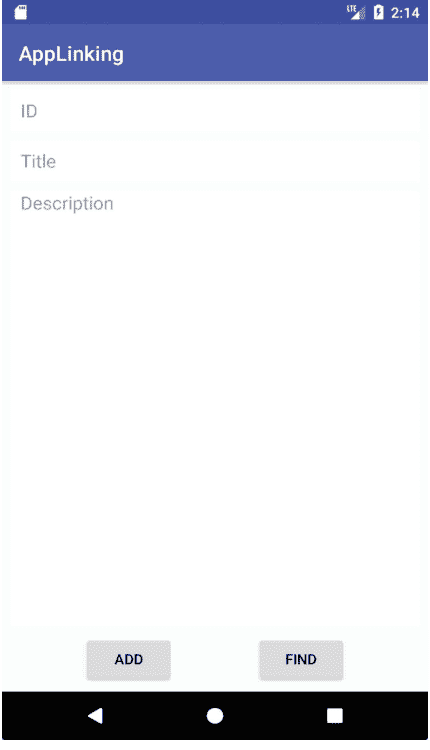 LTE 2:14
AppLinking
ID
Title
Description
ADD FIND